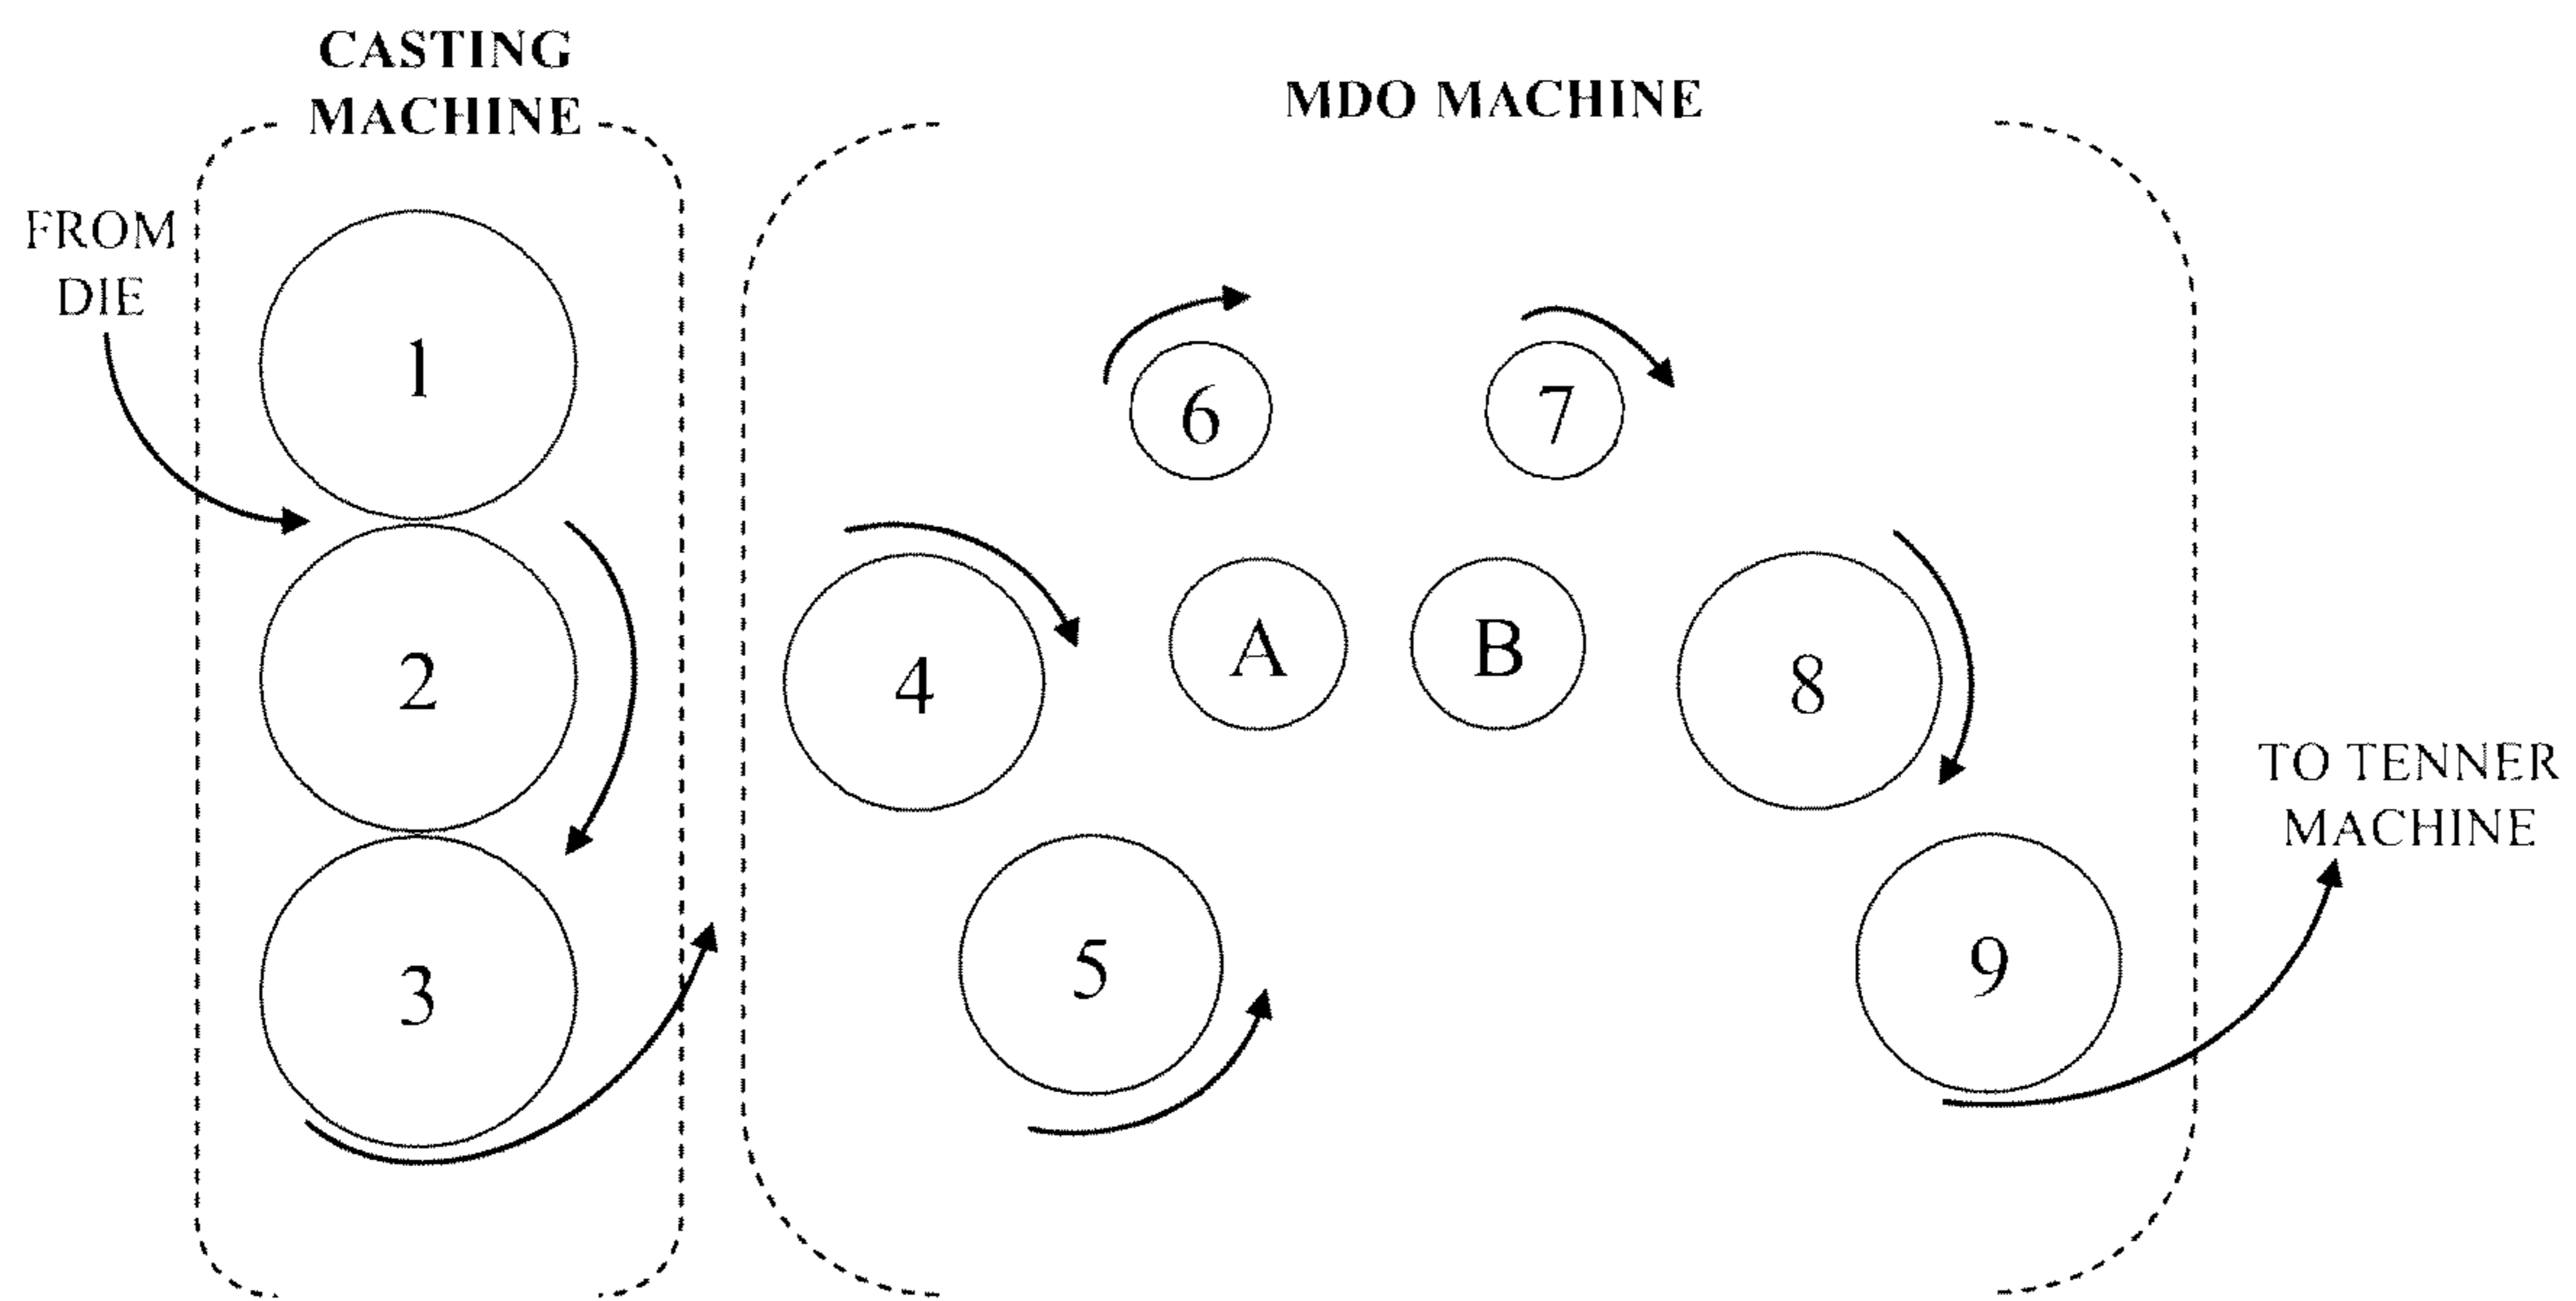 CASTING
MACHINE
MDO MACHINE
FROM
DIE
1
2
3
4
5
6
7
A
B
8
9
TO TENNER
MACHINE